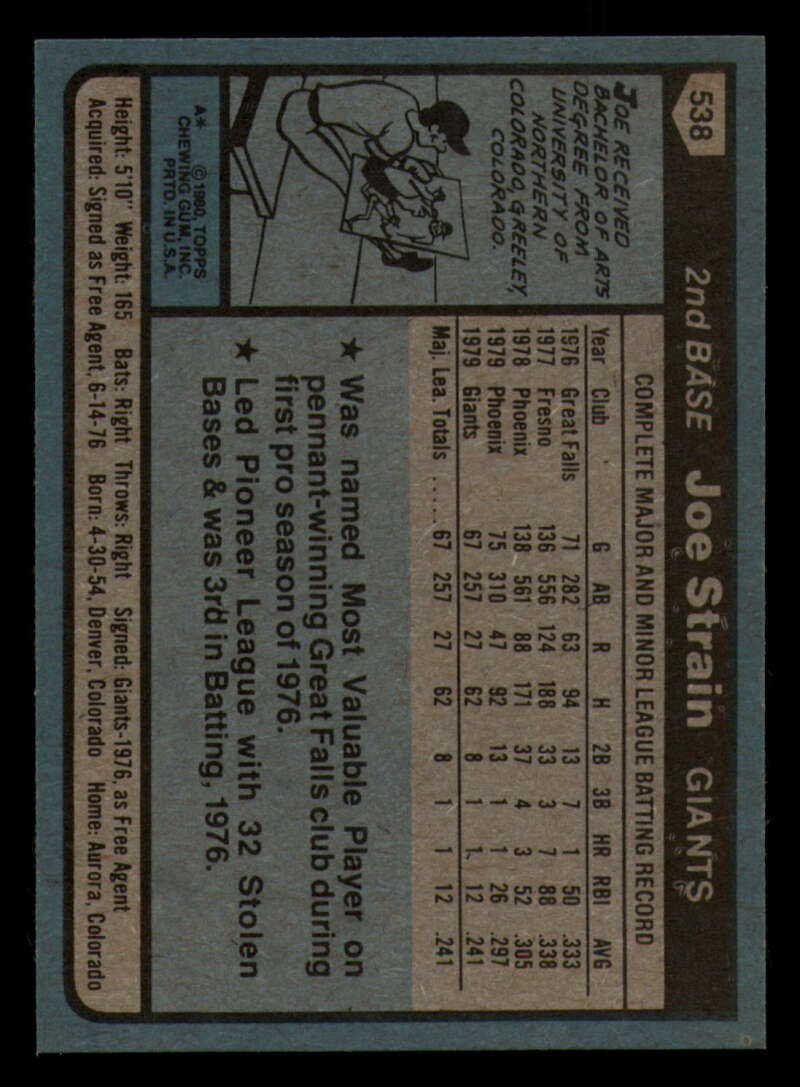 538
2nd BASE Joe Strain GIANTS
JOE RECEIVED
BACHELOR OF ARTS
DEGREE FROM
UNIVERSITY OF
NORTHERN
COLORADO, GREELEY,
COLORADO.
A* © 1980, TOPPS
CHEWING GUM, INC.
PRTD. IN U.S.A.
COMPLETE MAJOR AND MINOR LEAGUE BATTING RECORD
Year Club G AB R H 2B 3B HR RBI AVG
1976 Great Falls 71 282 63 94 13 7 1 50 .333
1977 Fresno 136 556 124 188 33 3 7 88 .338
1978 Phoenix 138 561 88 171 37 4 3 52 .305
1979 Phoenix 75 310 47 92 13 1 1 26 .297
1979 Giants 67 257 27 62 8 1 1 12 .241
Maj. Lea. Totals ..... 67 257 27 62 8 1 1 12 .241
★ Was named Most Valuable Player on
pennant-winning Great Falls club during
first pro season of 1976.
★ Led Pioneer League with 32 Stolen
Bases & was 3rd in Batting, 1976.
Height: 5'10" Weight: 165 Bats: Right Throws: Right Signed: Giants-1976, as Free Agent
Acquired: Signed as Free Agent, 6-14-76 Born: 4-30-54, Denver, Colorado Home: Aurora, Colorado